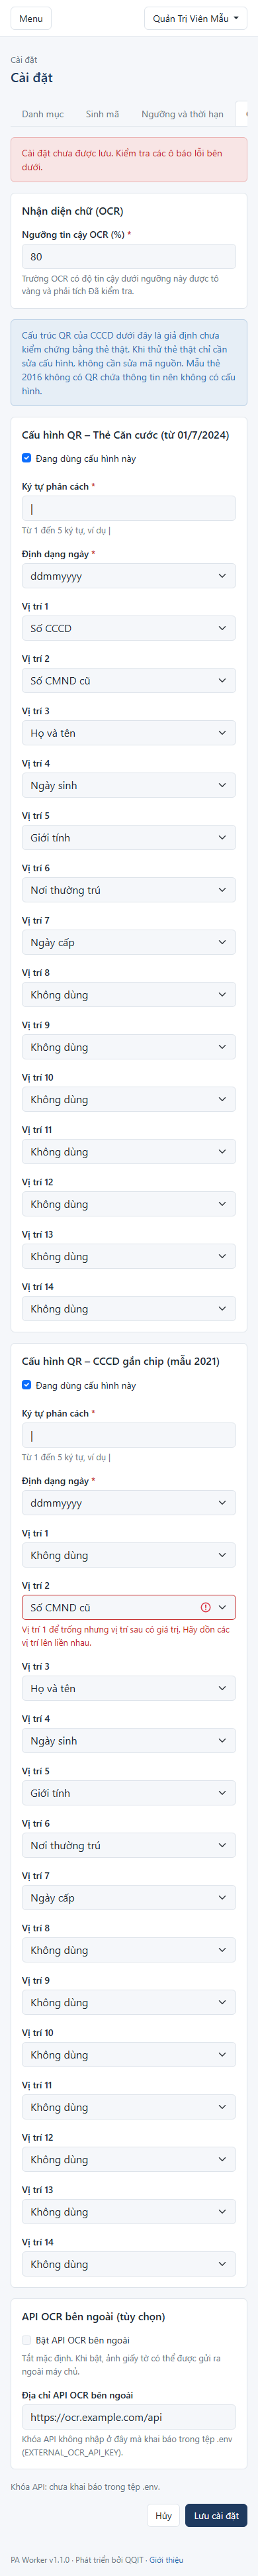 Menu
Quản Trị Viên Mẫu
Cài đặt
Cài đặt
Danh mục
Sinh mã
Ngưỡng và thời hạn
Cài đặt chưa được lưu. Kiểm tra các ô báo lỗi bên
dưới.
Nhận diện chữ (OCR)
Ngưỡng tin cậy OCR (%) *
80
Trường OCR có độ tin cậy dưới ngưỡng này được tô
vàng và phải tích Đã kiểm tra.
Cấu trúc QR của CCCD dưới đây là giả định chưa
kiểm chứng bằng thẻ thật. Khi thử thẻ thật chỉ cần
sửa cấu hình, không cần sửa mã nguồn. Mẫu thẻ
2016 không có QR chứa thông tin nên không có cấu
hình.
Cấu hình QR – Thẻ Căn cước (từ 01/7/2024)
Đang dùng cấu hình này
Ký tự phân cách *
|
Từ 1 đến 5 ký tự, ví dụ |
Định dạng ngày *
ddmmyyyy
Vị trí 1
Số CCCD
Vị trí 2
Số CMND cũ
Vị trí 3
Họ và tên
Vị trí 4
Ngày sinh
Vị trí 5
Giới tính
Vị trí 6
Nơi thường trú
Vị trí 7
Ngày cấp
Vị trí 8
Không dùng
Vị trí 9
Không dùng
Vị trí 10
Không dùng
Vị trí 11
Không dùng
Vị trí 12
Không dùng
Vị trí 13
Không dùng
Vị trí 14
Không dùng
Cấu hình QR – CCCD gắn chip (mẫu 2021)
Đang dùng cấu hình này
Ký tự phân cách *
|
Từ 1 đến 5 ký tự, ví dụ |
Định dạng ngày *
ddmmyyyy
Vị trí 1
Không dùng
Vị trí 2
Số CMND cũ
Vị trí 1 để trống nhưng vị trí sau có giá trị. Hãy dồn các
vị trí lên liền nhau.
Vị trí 3
Họ và tên
Vị trí 4
Ngày sinh
Vị trí 5
Giới tính
Vị trí 6
Nơi thường trú
Vị trí 7
Ngày cấp
Vị trí 8
Không dùng
Vị trí 9
Không dùng
Vị trí 10
Không dùng
Vị trí 11
Không dùng
Vị trí 12
Không dùng
Vị trí 13
Không dùng
Vị trí 14
Không dùng
API OCR bên ngoài (tùy chọn)
Bật API OCR bên ngoài
Tắt mặc định. Khi bật, ảnh giấy tờ có thể được gửi ra
ngoài máy chủ.
Địa chỉ API OCR bên ngoài
https://ocr.example.com/api
Khóa API không nhập ở đây mà khai báo trong tệp .env
(EXTERNAL_OCR_API_KEY).
Khóa API: chưa khai báo trong tệp .env.
Hủy
Lưu cài đặt
PA Worker v1.1.0 · Phát triển bởi QQIT · Giới thiệu